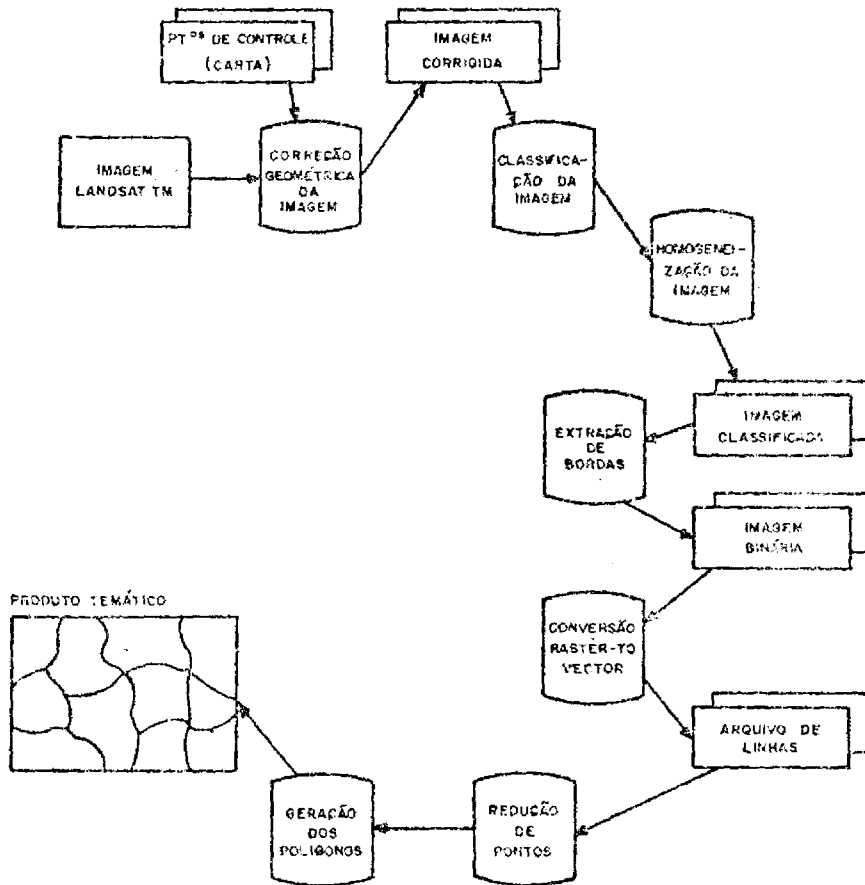 PTos DE CONTROLE
(CARTA)
IMAGEM
CORRIGIDA
IMAGEM
LANDSAT TM
CORREÇÃO
GEOMÉTRICA
DA
IMAGEM
CLASSIFICA-
ÇÃO DA
IMAGEM
HOMOGENEI-
ZAÇÃO DA
IMAGEM
IMAGEM
CLASSIFICADA
EXTRAÇÃO
DE
BORDAS
IMAGEM
BINÁRIA
CONVERSÃO
RASTER-TO
VECTOR
ARQUIVO DE
LINHAS
REDUÇÃO
DE
PONTOS
GERAÇÃO
DOS
POLÍGONOS
PRODUTO TEMÁTICO